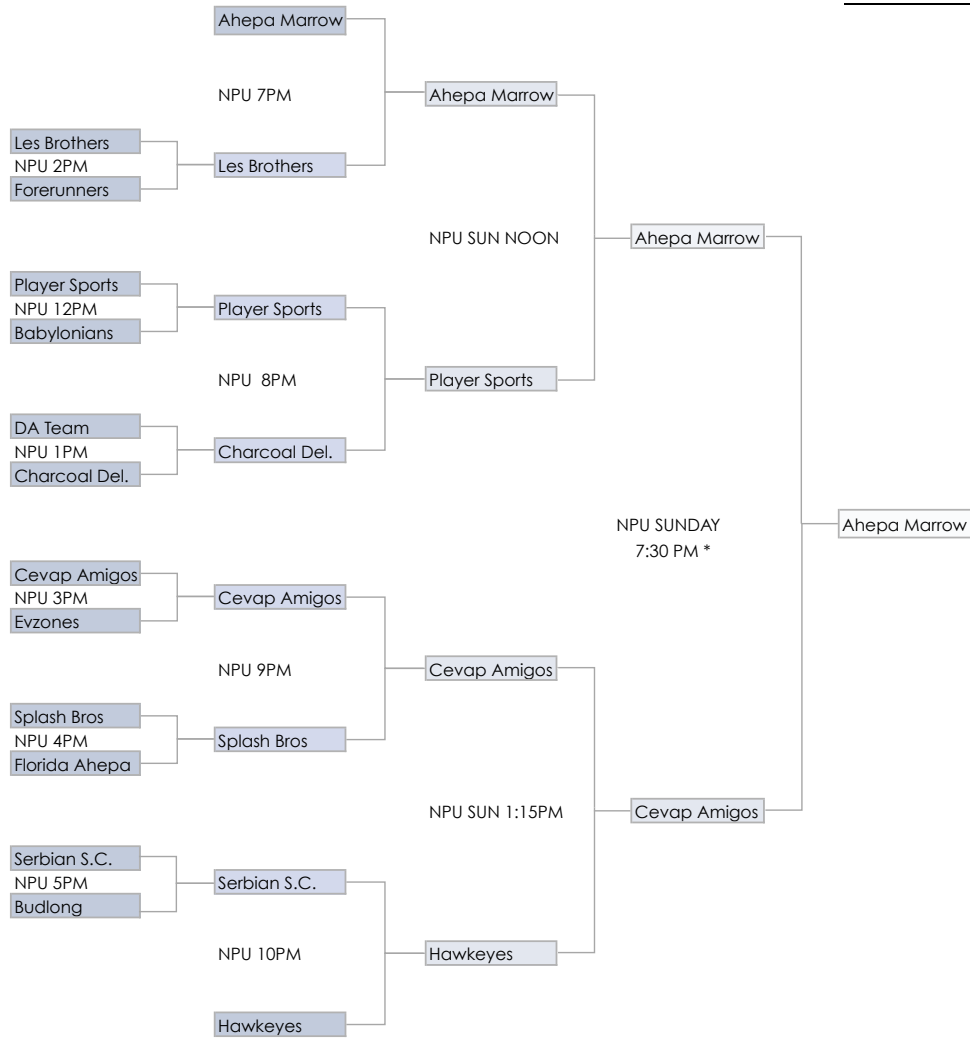 Ahepa Marrow
NPU 7PM
Ahepa Marrow
Les Brothers
NPU 2PM
Les Brothers
Forerunners
NPU SUN NOON
Ahepa Marrow
Player Sports
NPU 12PM
Player Sports
Babylonians
NPU  8PM
Player Sports
DA Team
NPU 1PM
Charcoal Del.
Charcoal Del.
NPU SUNDAY
7:30 PM *
Ahepa Marrow
Cevap Amigos
NPU 3PM
Cevap Amigos
Evzones
NPU 9PM
Cevap Amigos
Splash Bros
NPU 4PM
Splash Bros
Florida Ahepa
NPU SUN 1:15PM
Cevap Amigos
Serbian S.C.
NPU 5PM
Serbian S.C.
Budlong
NPU 10PM
Hawkeyes
Hawkeyes